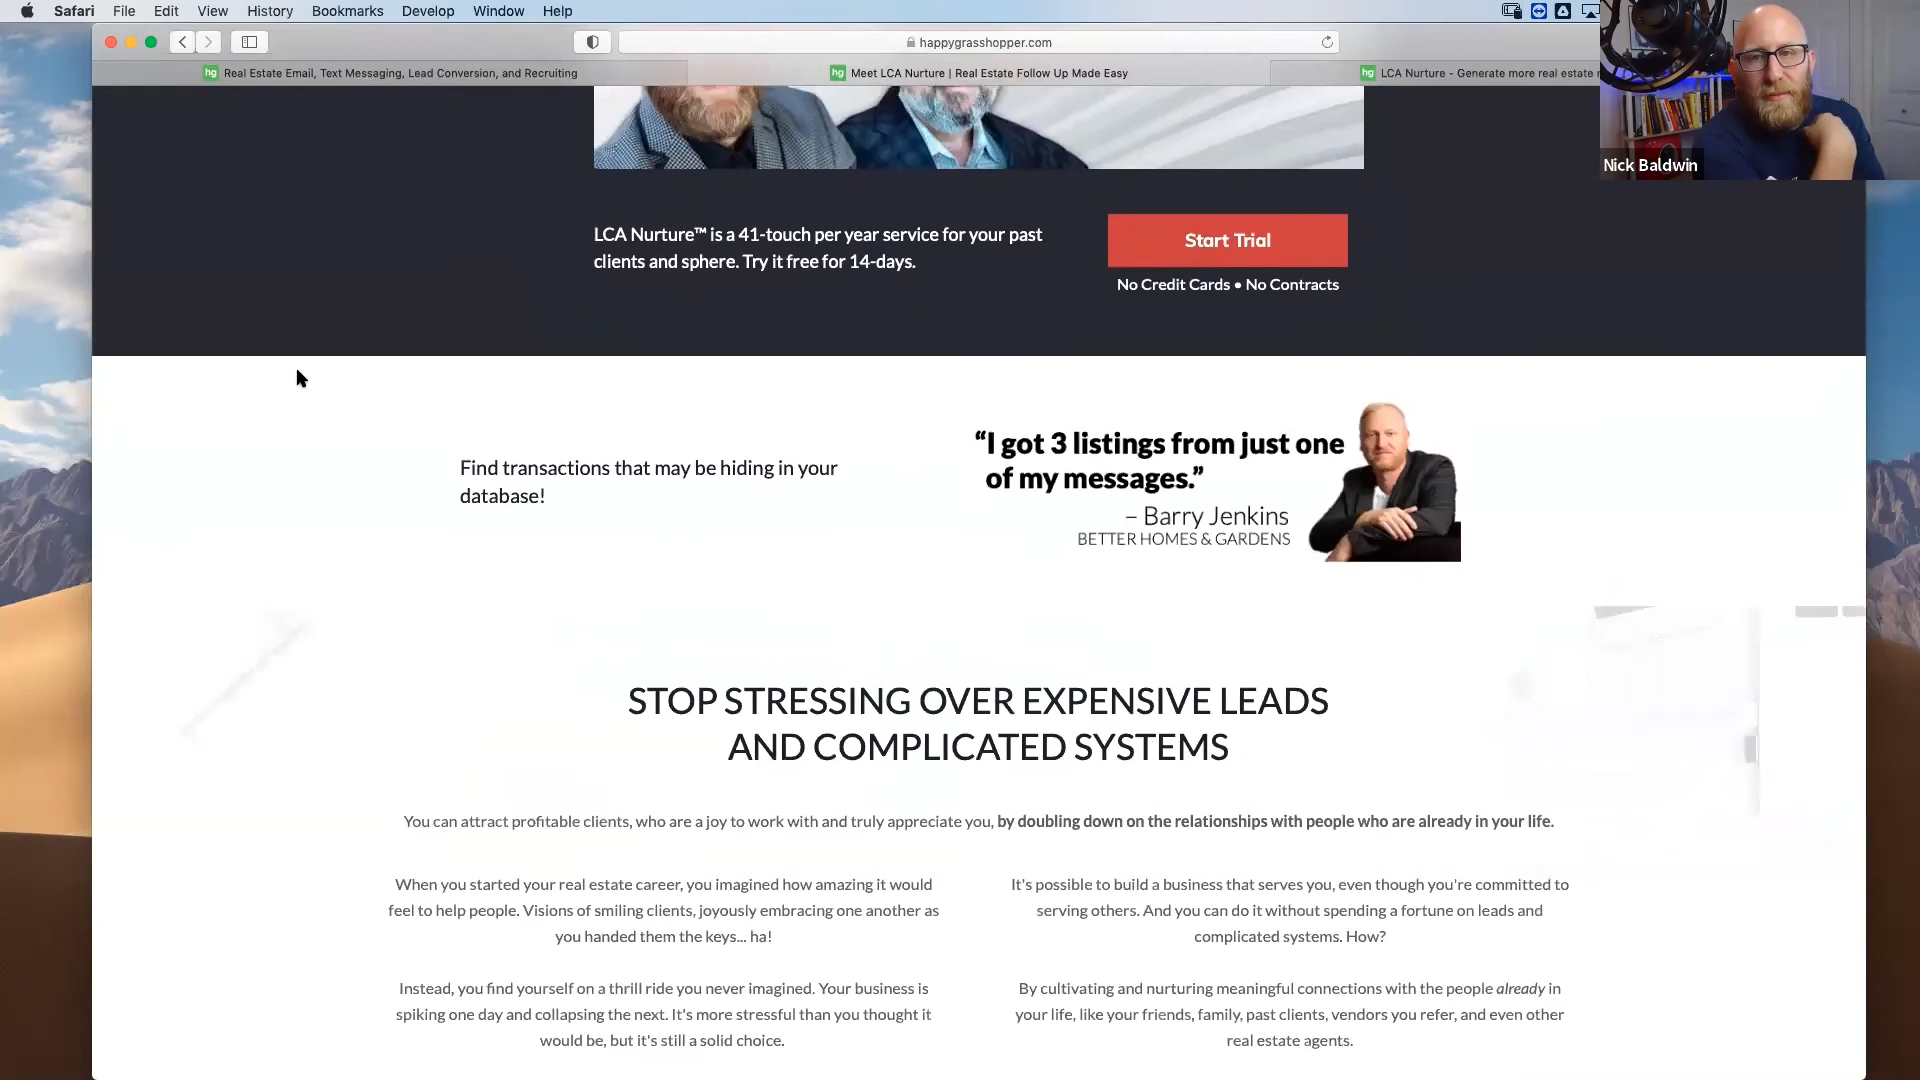 Safari File Edit View History Bookmarks Develop Window Help
happygrasshopper.com
hg Real Estate Email, Text Messaging, Lead Conversion, and Recruiting
hg Meet LCA Nurture | Real Estate Follow Up Made Easy
hg LCA Nurture - Generate more real estate
Nick Baldwin
LCA Nurture™ is a 41-touch per year service for your past
clients and sphere. Try it free for 14-days.
Start Trial
No Credit Cards • No Contracts
Find transactions that may be hiding in your
database!
“I got 3 listings from just one
of my messages.”
– Barry Jenkins
BETTER HOMES & GARDENS
STOP STRESSING OVER EXPENSIVE LEADS
AND COMPLICATED SYSTEMS
You can attract profitable clients, who are a joy to work with and truly appreciate you, by doubling down on the relationships with people who are already in your life.
When you started your real estate career, you imagined how amazing it would
feel to help people. Visions of smiling clients, joyously embracing one another as
you handed them the keys... ha!
Instead, you find yourself on a thrill ride you never imagined. Your business is
spiking one day and collapsing the next. It's more stressful than you thought it
would be, but it's still a solid choice.
It's possible to build a business that serves you, even though you're committed to
serving others. And you can do it without spending a fortune on leads and
complicated systems. How?
By cultivating and nurturing meaningful connections with the people already in
your life, like your friends, family, past clients, vendors you refer, and even other
real estate agents.